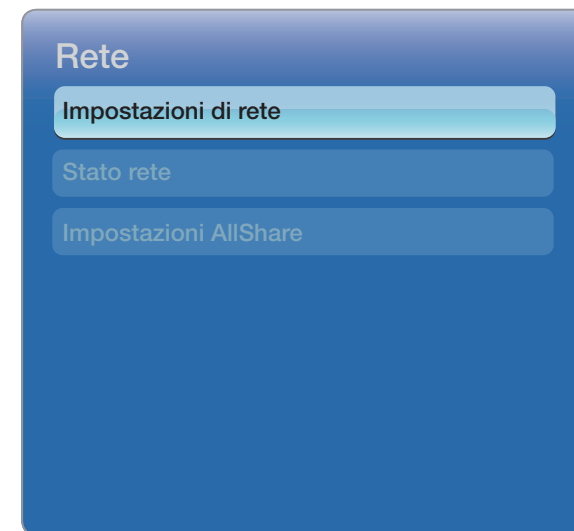 Rete
Impostazioni di rete
Stato rete
Impostazioni AllShare